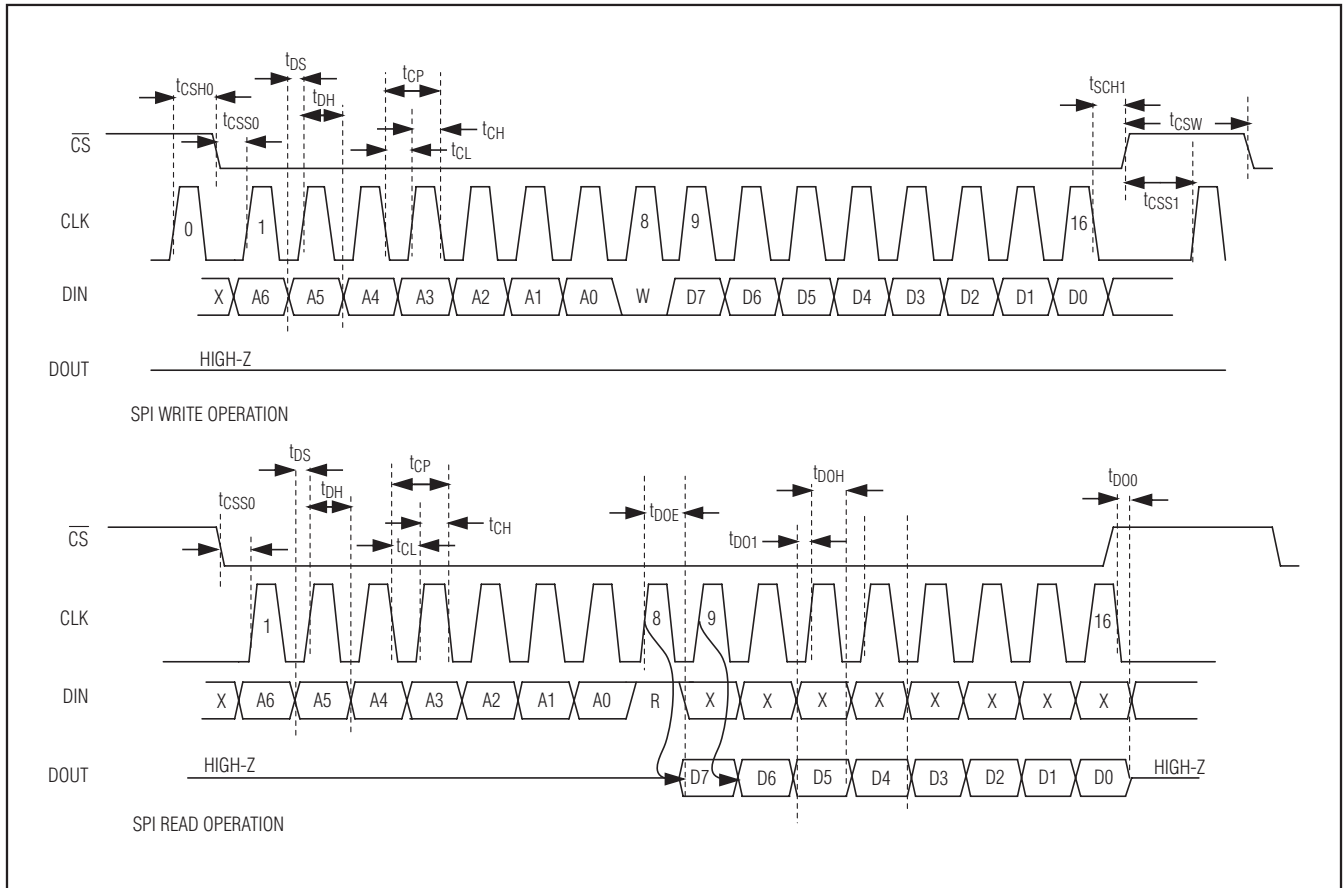 tDS
tCP
tCSH0
tSCH1
tDH
tCSW
tCSS0
tCH
CS
tCL
tCSS1
CLK
0 1 8 9 16
DIN
X A6 A5 A4 A3 A2 A1 A0 W D7 D6 D5 D4 D3 D2 D1 D0
HIGH-Z
DOUT
SPI WRITE OPERATION
tDS
tCP
tDOH
tDO0
tCSS0
tDH
tDOE
tCH
CS
tCL
tDO1
CLK
1 8 9 16
DIN
X A6 A5 A4 A3 A2 A1 A0 R X X X X X X X X
HIGH-Z
DOUT
D7 D6 D5 D4 D3 D2 D1 D0
HIGH-Z
SPI READ OPERATION